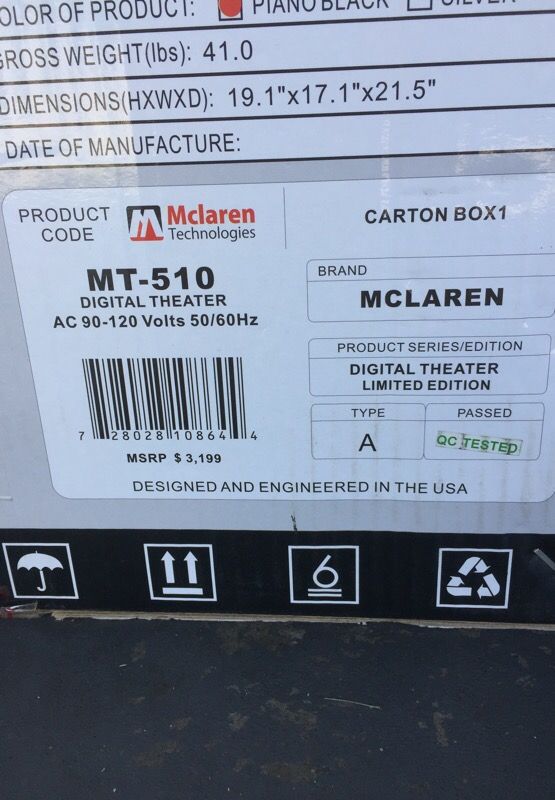 COLOR OF PRODUCT: PIANO BLACK SILVER
GROSS WEIGHT(lbs): 41.0
DIMENSIONS(HXWXD): 19.1"x17.1"x21.5"
DATE OF MANUFACTURE:
PRODUCT CODE
Mclaren
Technologies
MT-510
DIGITAL THEATER
AC 90-120 Volts 50/60Hz
7 28028 10864 4
MSRP $ 3,199
CARTON BOX1
BRAND
MCLAREN
PRODUCT SERIES/EDITION
DIGITAL THEATER
LIMITED EDITION
TYPE
A
PASSED
QC TESTED
DESIGNED AND ENGINEERED IN THE USA
6